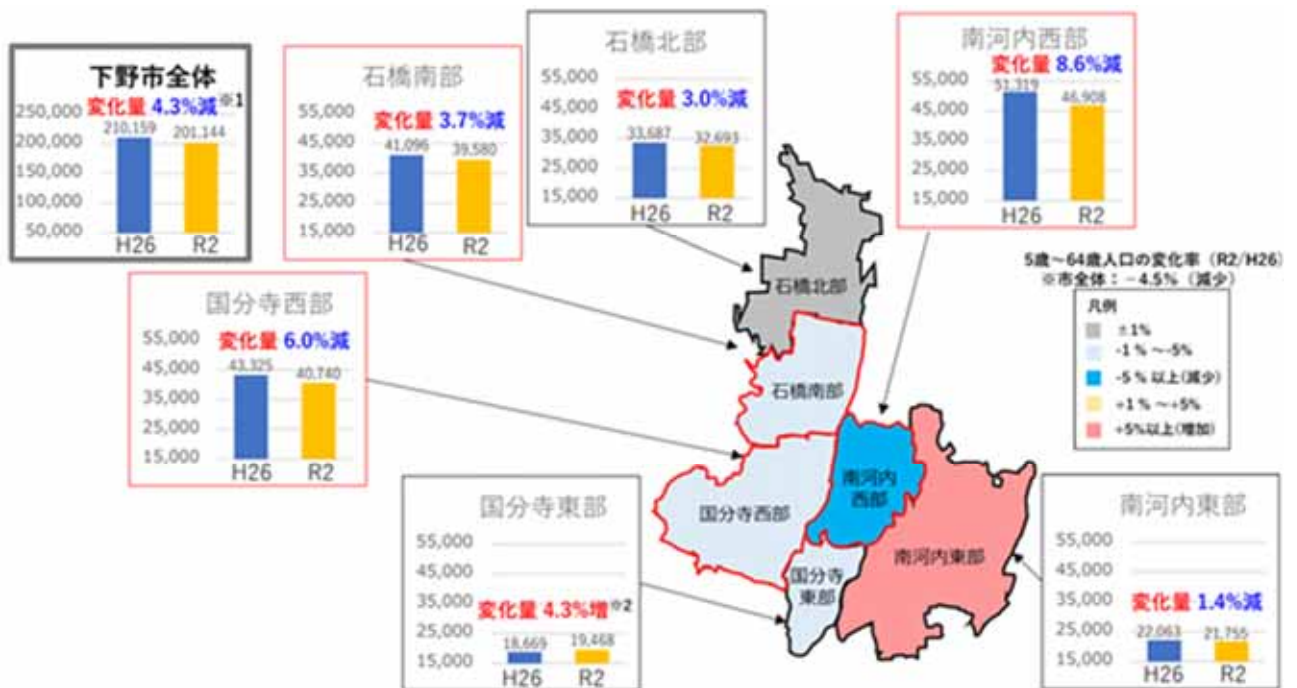 下野市全体
変化量 4.3%減※1
250,000
200,000
150,000
100,000
50,000
210,159
201,144
H26
R2
石橋南部
変化量 3.7%減
55,000
45,000
35,000
25,000
15,000
41,096
39,580
H26
R2
石橋北部
変化量 3.0%減
55,000
45,000
35,000
25,000
15,000
33,687
32,693
H26
R2
南河内西部
変化量 8.6%減
55,000
45,000
35,000
25,000
15,000
51,319
46,908
H26
R2
5歳～64歳人口の変化率（R2/H26）
※市全体：－4.5%（減少）
凡例
±1%
-1％～-5%
-5％以上(減少)
+1％～+5%
+5%以上(増加)
国分寺西部
変化量 6.0%減
55,000
45,000
35,000
25,000
15,000
43,325
40,740
H26
R2
石橋北部
石橋南部
南河内
西部
国分寺西部
南河内東部
国分寺
東部
国分寺東部
変化量 4.3%増※2
55,000
45,000
35,000
25,000
15,000
18,669
19,468
H26
R2
南河内東部
変化量 1.4%減
55,000
45,000
35,000
25,000
15,000
22,063
21,755
H26
R2